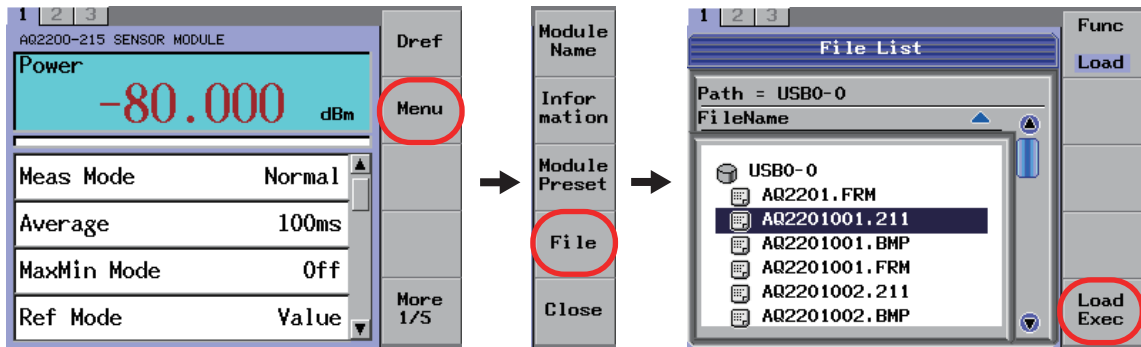 1 2 3
AQ2200-215 SENSOR MODULE
Power
-80.000 dBm
Meas Mode Normal
Average 100ms
MaxMin Mode Off
Ref Mode Value
Dref
Menu
More
1/5
Module
Name
Infor
mation
Module
Preset
File
Close
1 2 3
File List
Path = USB0-0
FileName
USB0-0
AQ2201.FRM
AQ2201001.211
AQ2201001.BMP
AQ2201001.FRM
AQ2201002.211
AQ2201002.BMP
Func
Load
Load
Exec